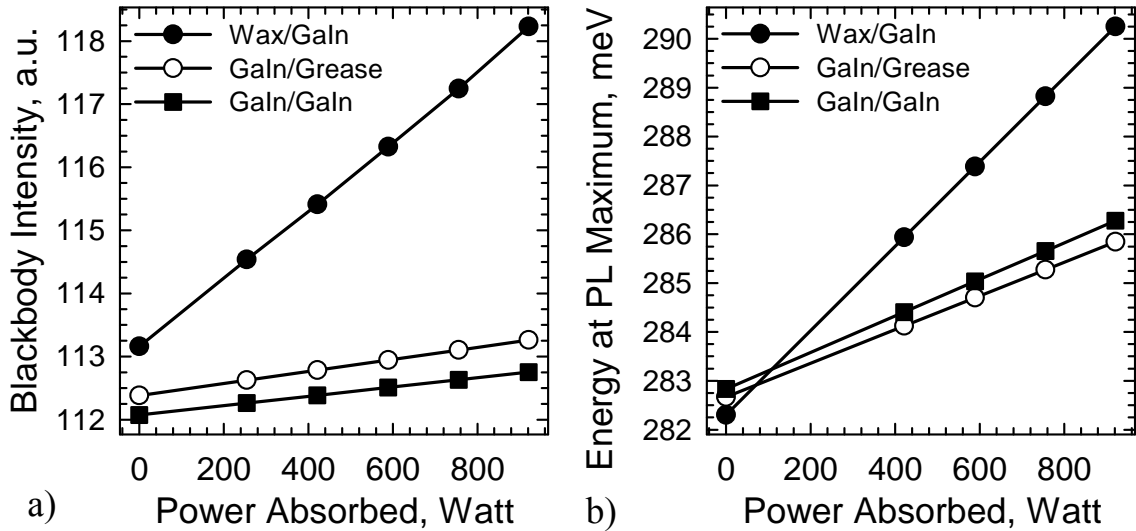 Blackbody Intensity, a.u.
118
117
116
115
114
113
112
Wax/GaIn
GaIn/Grease
GaIn/GaIn
0 200 400 600 800
Power Absorbed, Watt
a)
Energy at PL Maximum, meV
290
289
288
287
286
285
284
283
282
Wax/GaIn
GaIn/Grease
GaIn/GaIn
0 200 400 600 800
Power Absorbed, Watt
b)